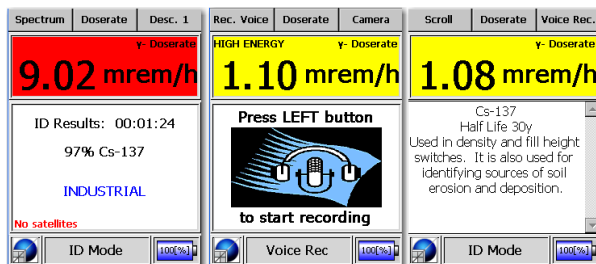 Spectrum Doserate Desc. 1
γ- Doserate
9.02 mrem/h
ID Results: 00:01:24
97% Cs-137
INDUSTRIAL
No satellites
ID Mode 100[%]
Rec. Voice Doserate Camera
HIGH ENERGY γ- Doserate
1.10 mrem/h
Press LEFT button
to start recording
Voice Rec 100[%]
Scroll Doserate Voice Rec.
γ- Doserate
1.08 mrem/h
Cs-137
Half Life 30y
Used in density and fill height
switches. It is also used for
identifying sources of soil
erosion and deposition.
ID Mode 100[%]